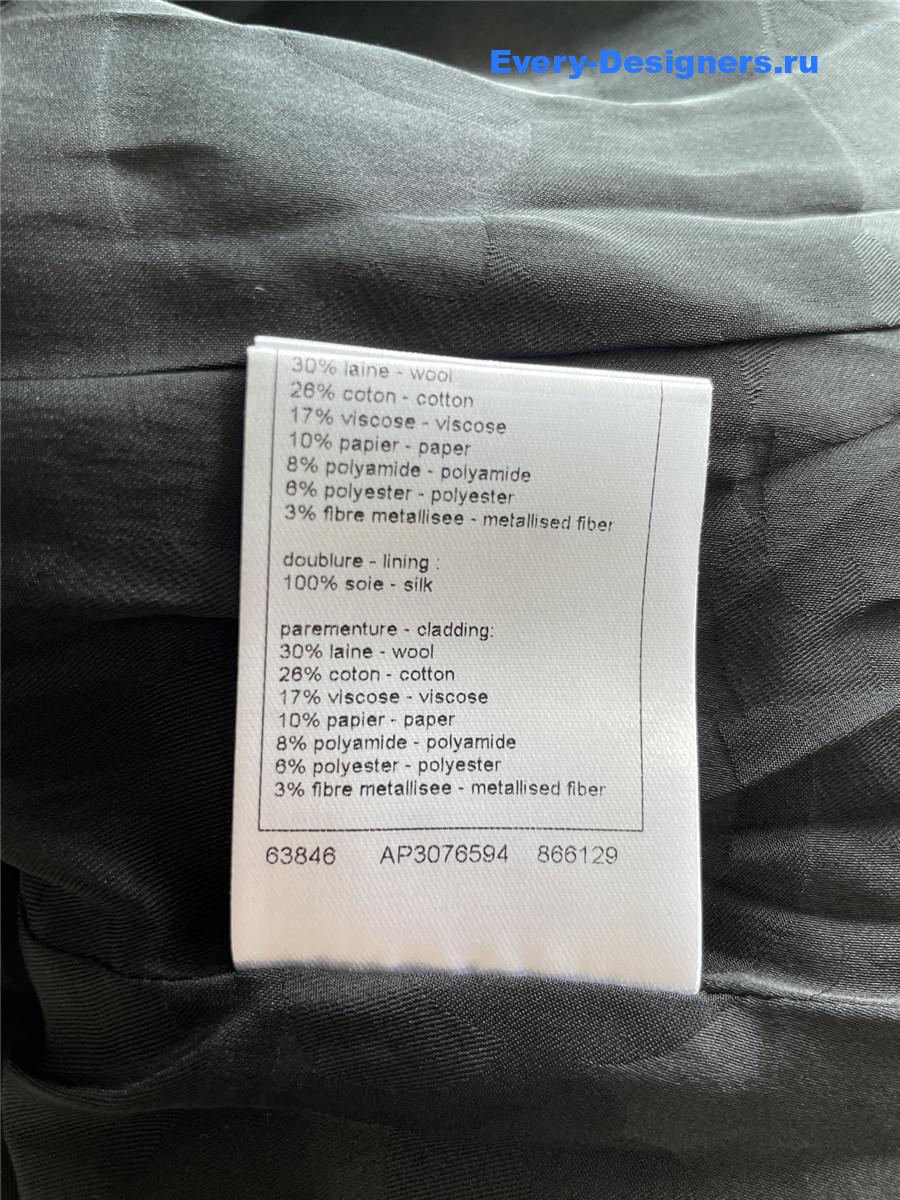 Every-Designers.ru
30% laine - wool
26% coton - cotton
17% viscose - viscose
10% papier - paper
8% polyamide - polyamide
6% polyester - polyester
3% fibre metallisee - metallised fiber
doublure - lining :
100% soie - silk
parementure - cladding:
30% laine - wool
26% coton - cotton
17% viscose - viscose
10% papier - paper
8% polyamide - polyamide
6% polyester - polyester
3% fibre metallisee - metallised fiber
63846 AP3076594 866129